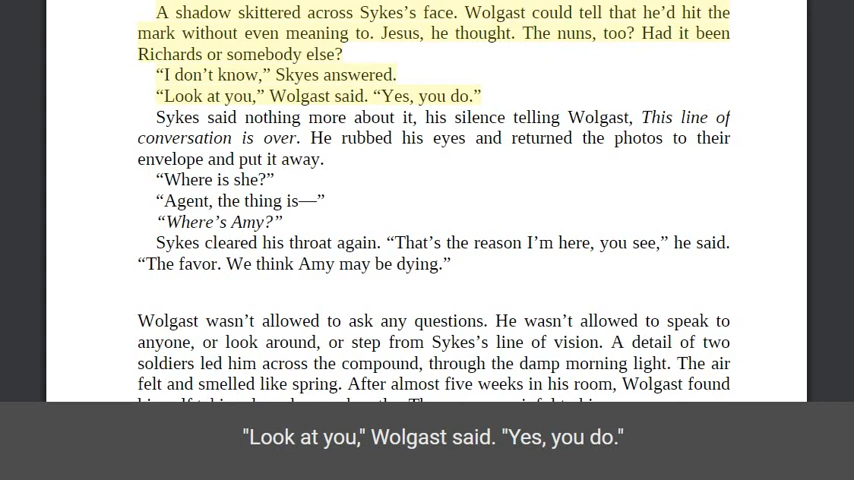 A shadow skittered across Sykes’s face. Wolgast could tell that he’d hit the
mark without even meaning to. Jesus, he thought. The nuns, too? Had it been
Richards or somebody else?
“I don’t know,” Skyes answered.
“Look at you,” Wolgast said. “Yes, you do.”
Sykes said nothing more about it, his silence telling Wolgast, This line of
conversation is over. He rubbed his eyes and returned the photos to their
envelope and put it away.
“Where is she?”
“Agent, the thing is—”
“Where’s Amy?”
Sykes cleared his throat again. “That’s the reason I’m here, you see,” he said.
“The favor. We think Amy may be dying.”
Wolgast wasn’t allowed to ask any questions. He wasn’t allowed to speak to
anyone, or look around, or step from Sykes’s line of vision. A detail of two
soldiers led him across the compound, through the damp morning light. The air
felt and smelled like spring. After almost five weeks in his room, Wolgast found
"Look at you," Wolgast said. "Yes, you do."